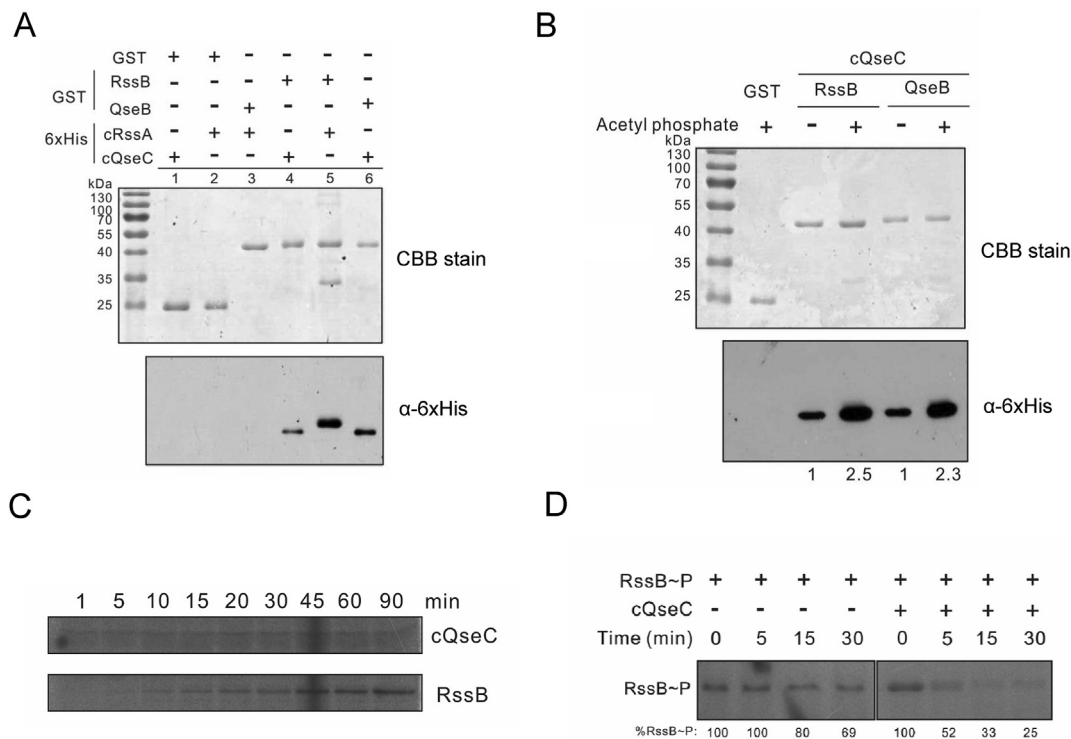 A
GST + + - - - -
GST RssB - - - + + -
QseB - - + - - +
6xHis cRssA - + + - + -
cQseC + - - + - +
kDa 1 2 3 4 5 6
130
100
70
55
40
35
25
CBB stain
α-6xHis
B
cQseC
GST RssB QseB
Acetyl phosphate + - + - +
kDa
130
100
70
55
40
35
25
CBB stain
α-6xHis
1 2.5 1 2.3
C
1 5 10 15 20 30 45 60 90 min
cQseC
RssB
D
RssB~P + + + + + + + +
cQseC - - - - + + + +
Time (min) 0 5 15 30 0 5 15 30
RssB~P
%RssB~P: 100 100 80 69 100 52 33 25